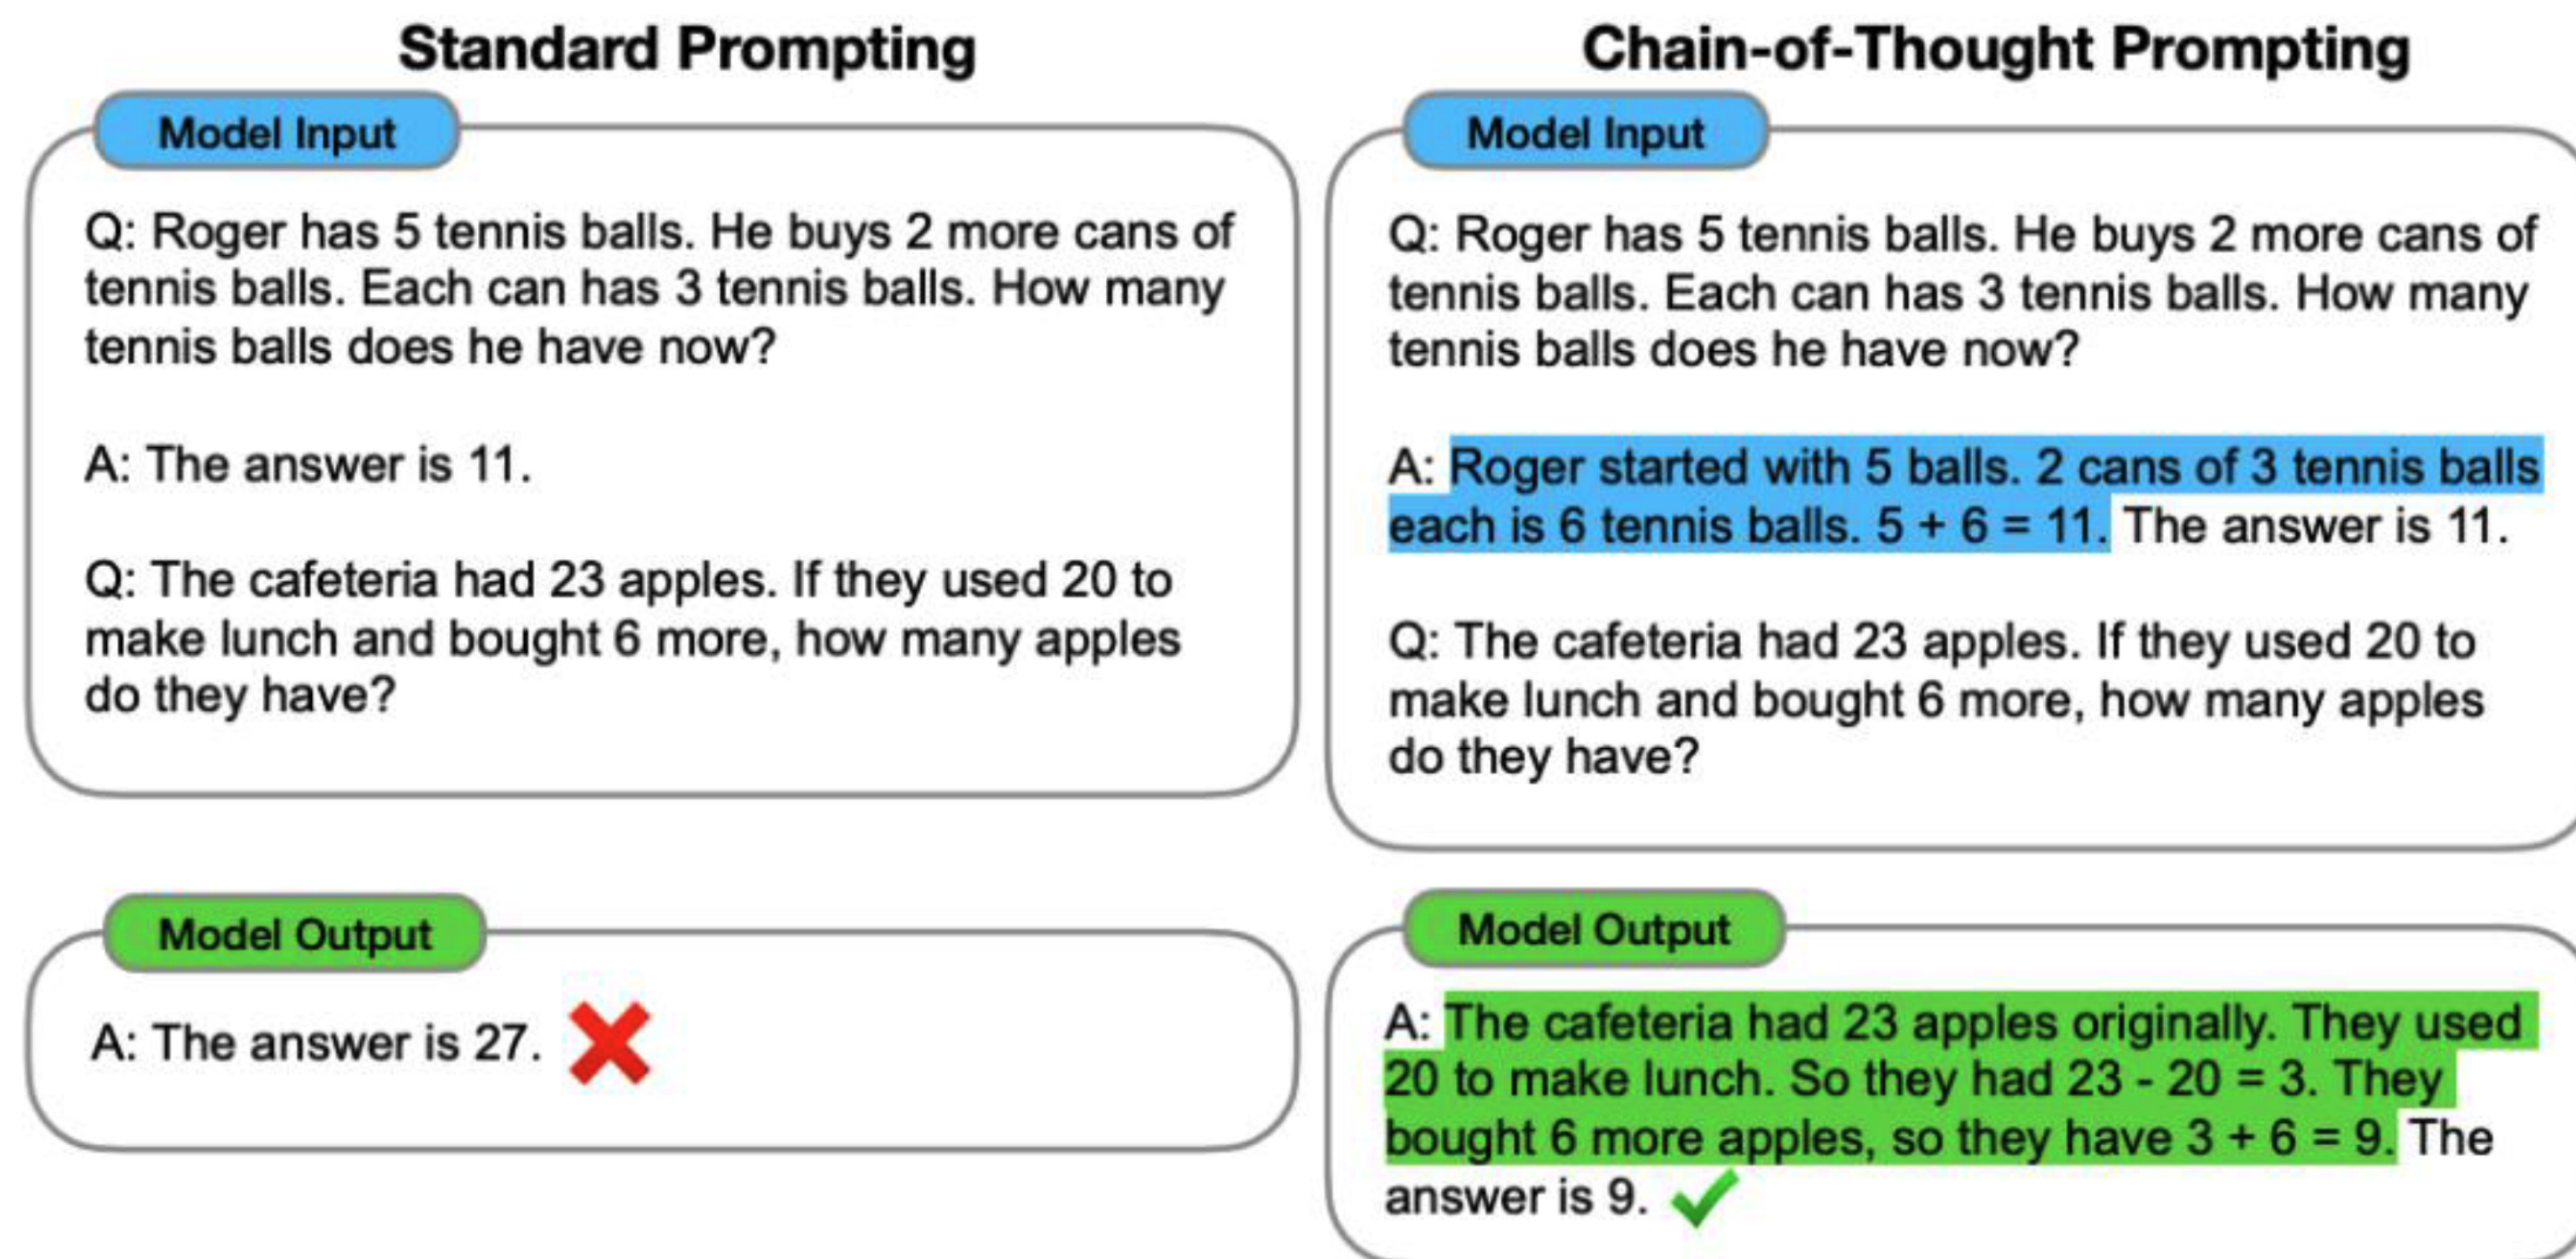 Standard Prompting
Model Input
Q: Roger has 5 tennis balls. He buys 2 more cans of
tennis balls. Each can has 3 tennis balls. How many
tennis balls does he have now?
A: The answer is 11.
Q: The cafeteria had 23 apples. If they used 20 to
make lunch and bought 6 more, how many apples
do they have?
Model Output
A: The answer is 27.
Chain-of-Thought Prompting
Model Input
Q: Roger has 5 tennis balls. He buys 2 more cans of
tennis balls. Each can has 3 tennis balls. How many
tennis balls does he have now?
A: Roger started with 5 balls. 2 cans of 3 tennis balls
each is 6 tennis balls. 5 + 6 = 11. The answer is 11.
Q: The cafeteria had 23 apples. If they used 20 to
make lunch and bought 6 more, how many apples
do they have?
Model Output
A: The cafeteria had 23 apples originally. They used
20 to make lunch. So they had 23 - 20 = 3. They
bought 6 more apples, so they have 3 + 6 = 9. The
answer is 9.